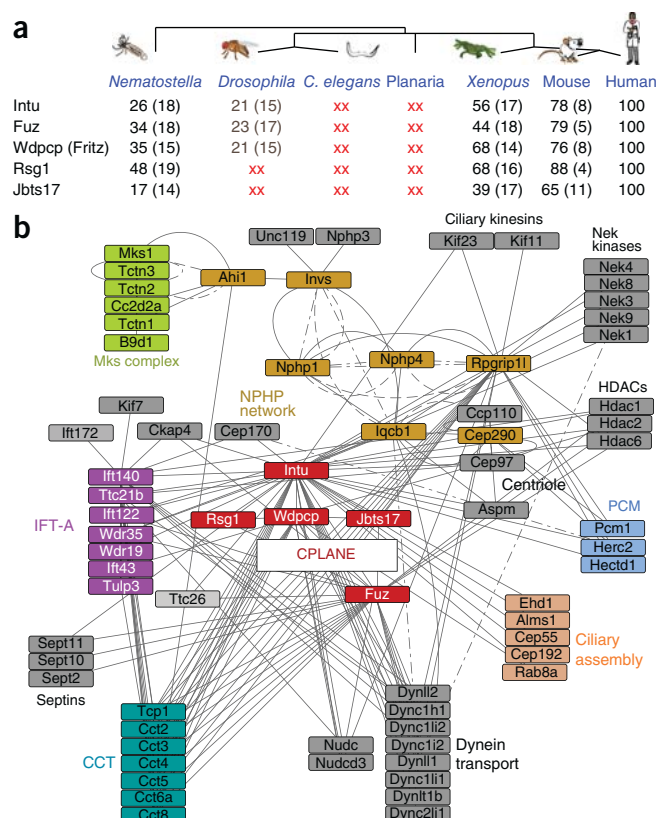 a
Nematostella Drosophila C. elegans Planaria Xenopus Mouse Human
Intu 26 (18) 21 (15) xx xx 56 (17) 78 (8) 100
Fuz 34 (18) 23 (17) xx xx 44 (18) 79 (5) 100
Wdpcp (Fritz) 35 (15) 21 (15) xx xx 68 (14) 76 (8) 100
Rsg1 48 (19) xx xx xx 68 (16) 88 (4) 100
Jbts17 17 (14) xx xx xx 39 (17) 65 (11) 100
b
Mks1
Tctn3
Tctn2
Cc2d2a
Tctn1
B9d1
Mks complex
Ahi1
Unc119
Nphp3
Invs
Ciliary kinesins
Kif23
Kif11
Nek
kinases
Nek4
Nek8
Nek3
Nek9
Nek1
Nphp1
Nphp4
Rpgrip1l
NPHP
network
Iqcb1
Ccp110
Cep290
Cep97
Centriole
Aspm
HDACs
Hdac1
Hdac2
Hdac6
Kif7
Ift172
Ckap4
Cep170
Ift140
Ttc21b
Ift122
Wdr35
Wdr19
Ift43
Tulp3
IFT-A
Intu
Rsg1
Wdpcp
Jbts17
CPLANE
Fuz
PCM
Pcm1
Herc2
Hectd1
Ttc26
Ehd1
Alms1
Cep55
Cep192
Rab8a
Ciliary
assembly
Sept11
Sept10
Sept2
Septins
Tcp1
Cct2
Cct3
Cct4
Cct5
Cct6a
Cct8
CCT
Nudc
Nudcd3
Dynll2
Dync1h1
Dync1li2
Dync1i2
Dynll1
Dync1li1
Dynlt1b
Dync2li1
Dynein
transport